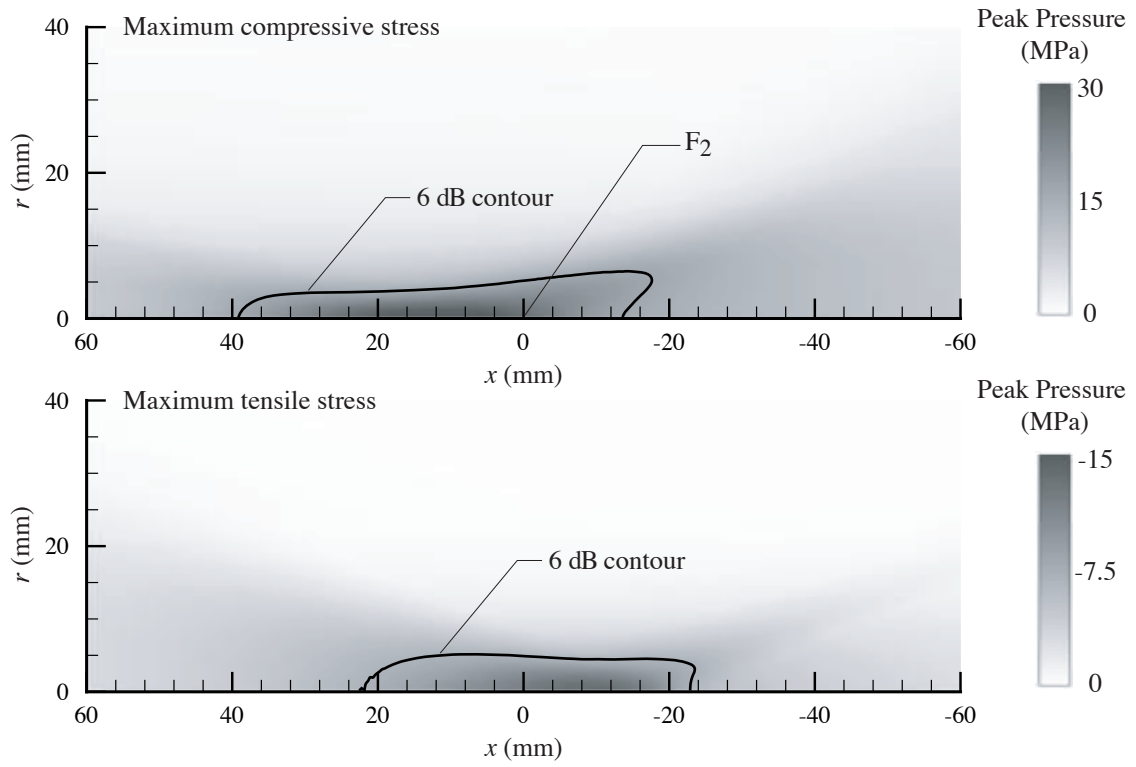 Maximum compressive stress
Peak Pressure
(MPa)
40
20
0
r (mm)
F2
6 dB contour
30
15
0
60 40 20 0 -20 -40 -60
x (mm)
Maximum tensile stress
Peak Pressure
(MPa)
40
20
0
r (mm)
6 dB contour
-15
-7.5
0
60 40 20 0 -20 -40 -60
x (mm)